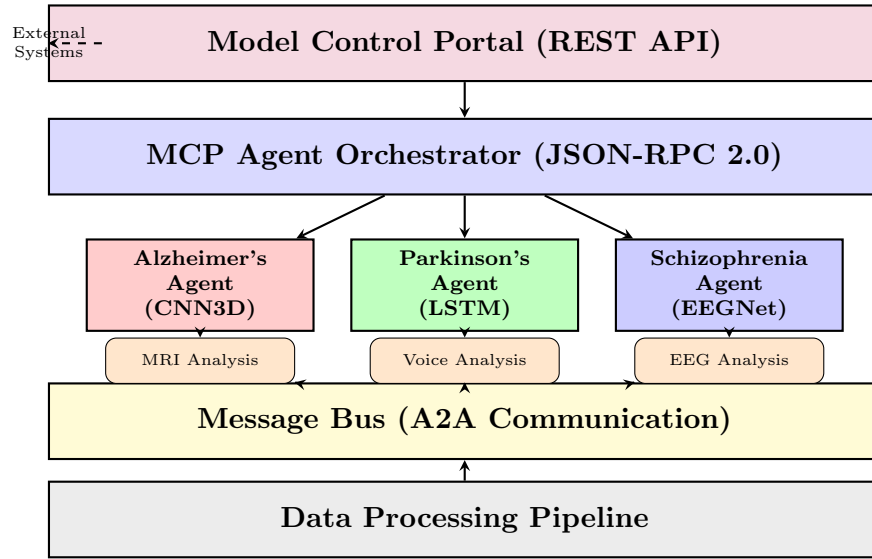 External
Systems
Model Control Portal (REST API)
MCP Agent Orchestrator (JSON-RPC 2.0)
Alzheimer's
Agent
(CNN3D)
Parkinson's
Agent
(LSTM)
Schizophrenia
Agent
(EEGNet)
MRI Analysis
Voice Analysis
EEG Analysis
Message Bus (A2A Communication)
Data Processing Pipeline